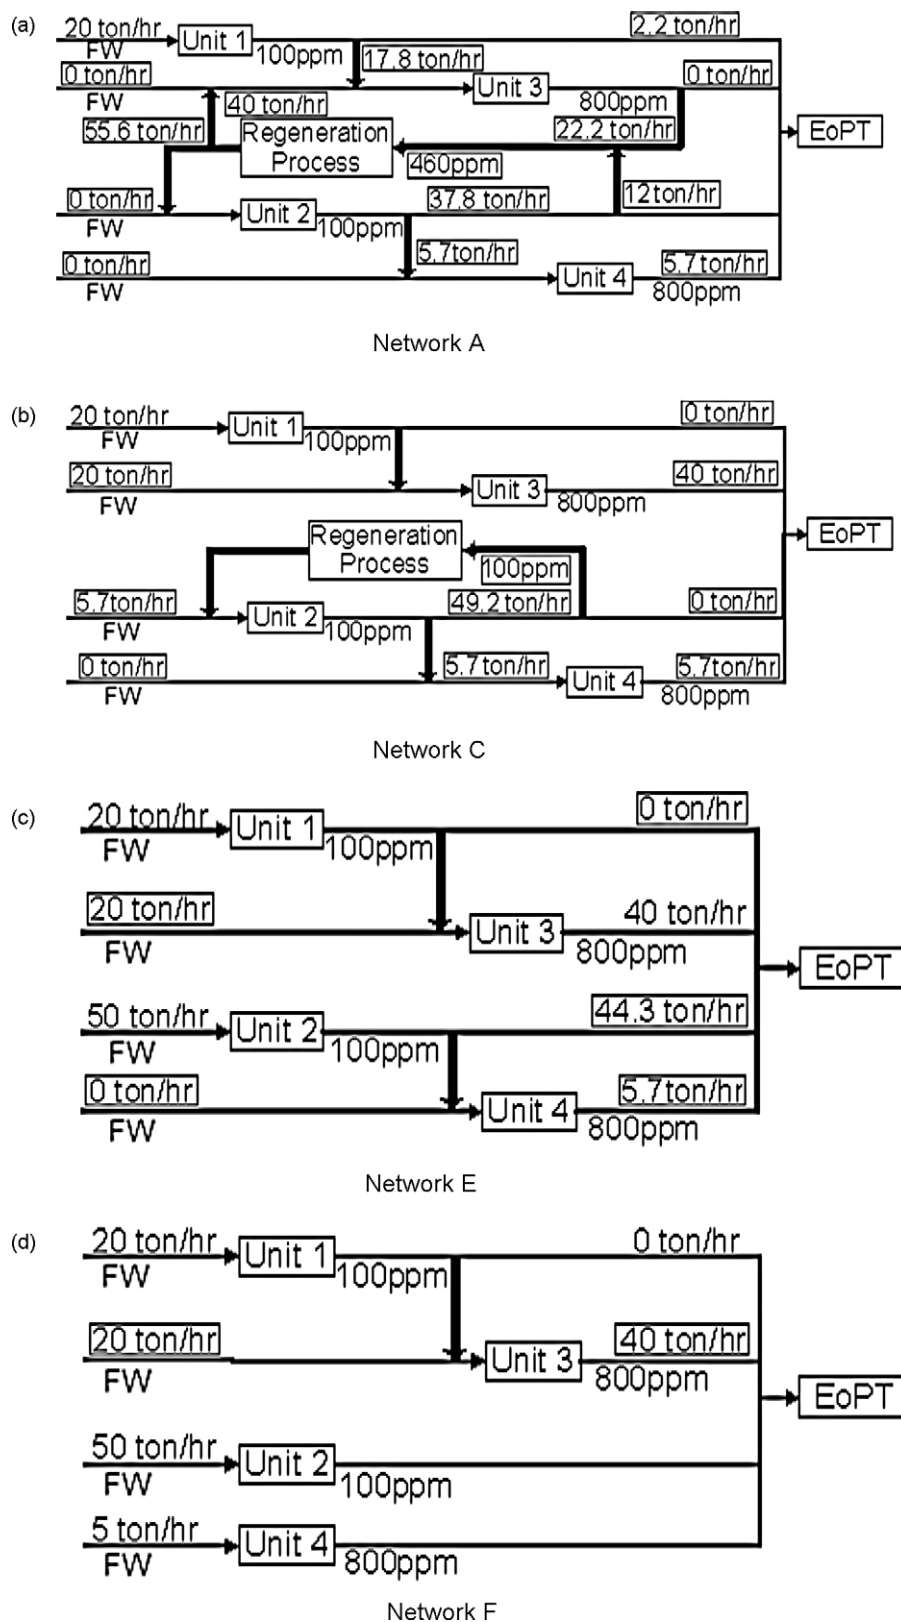 (a)
20 ton/hr
FW
Unit 1
100ppm
2.2 ton/hr
17.8 ton/hr
0 ton/hr
FW
Unit 3
800ppm
0 ton/hr
40 ton/hr
55.6 ton/hr
Regeneration
Process
22.2 ton/hr
460ppm
EoPT
0 ton/hr
FW
Unit 2
100ppm
37.8 ton/hr
12ton/hr
5.7ton/hr
0 ton/hr
FW
Unit 4
5.7ton/hr
800ppm
Network A
(b)
20 ton/hr
FW
Unit 1
100ppm
0 ton/hr
20 ton/hr
FW
Unit 3
800ppm
40 ton/hr
Regeneration
Process
100ppm
EoPT
5.7ton/hr
FW
Unit 2
100ppm
49.2 ton/hr
0 ton/hr
0 ton/hr
FW
5.7 ton/hr
Unit 4
5.7ton/hr
800ppm
Network C
(c)
20 ton/hr
FW
Unit 1
100ppm
0 ton/hr
20 ton/hr
FW
Unit 3
800ppm
40 ton/hr
EoPT
50 ton/hr
FW
Unit 2
100ppm
44.3 ton/hr
0 ton/hr
FW
Unit 4
5.7ton/hr
800ppm
Network E
(d)
20 ton/hr
FW
Unit 1
100ppm
0 ton/hr
20 ton/hr
FW
Unit 3
800ppm
40 ton/hr
EoPT
50 ton/hr
FW
Unit 2
100ppm
5 ton/hr
FW
Unit 4
800ppm
Network F